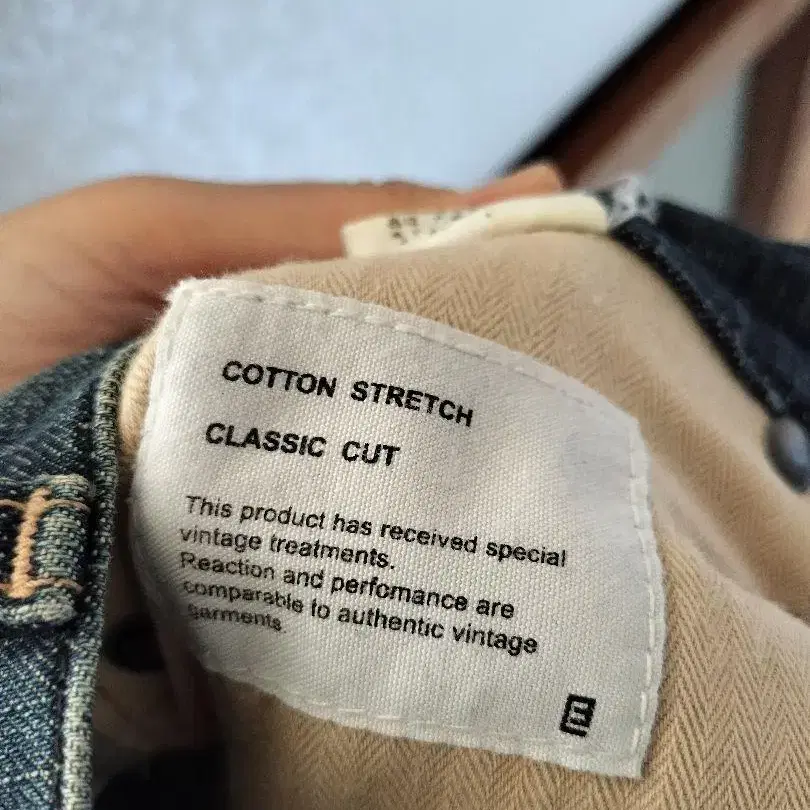 COTTON STRETCH
CLASSIC CUT
This product has received special
vintage treatments.
Reaction and perfomance are
comparable to authentic vintage
garments.
E